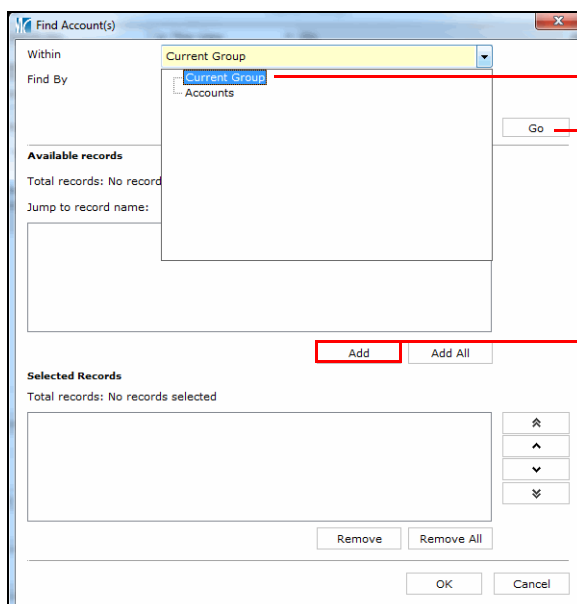 Find Account(s)
Within
Current Group
Find By
Current Group
Accounts
Go
Available records
Total records: No record
Jump to record name:
Add
Add All
Selected Records
Total records: No records selected
Remove
Remove All
OK
Cancel